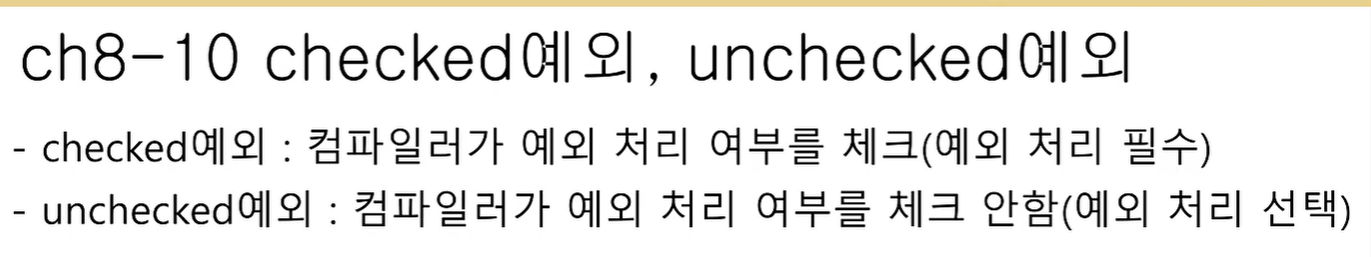 ch8-10 checked예외, unchecked예외
- checked예외 : 컴파일러가 예외 처리 여부를 체크(예외 처리 필수)
- unchecked예외 : 컴파일러가 예외 처리 여부를 체크 안함(예외 처리 선택)